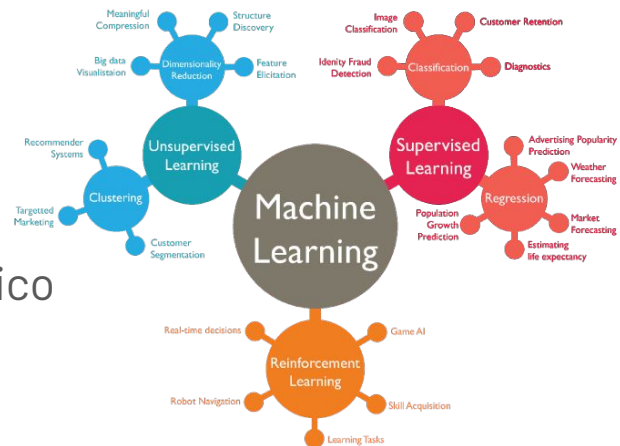 Meaningful
Compression
Structure
Discovery
Big data
Visualistaion
Dimensionality
Reduction
Feature
Elicitation
Image
Classification
Customer Retention
Idenity Fraud
Detection
Classification
Diagnostics
Recommender
Systems
Unsupervised
Learning
Clustering
Targetted
Marketing
Customer
Segmentation
Machine
Learning
Supervised
Learning
Advertising Popularity
Prediction
Weather
Forecasting
Regression
Population
Growth
Prediction
Market
Forecasting
Estimating
life expectancy
ico
Real-time decisions
Game AI
Reinforcement
Learning
Robot Navigation
Skill Acquisition
Learning Tasks